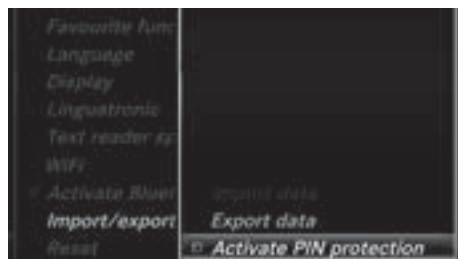 Favourite func
Language
Display
Linguatronic
Text reader
WiFi
Activate Bluet
Import/export
Reset
Import data
Export data
Activate PIN protection